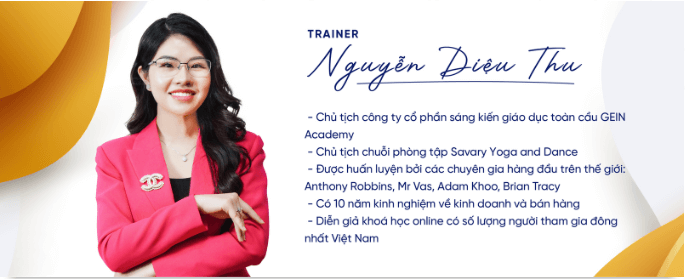 TRAINER
Nguyễn Diệu Thu
- Chủ tịch công ty cổ phần sáng kiến giáo dục toàn cầu GEIN
Academy
- Chủ tịch chuỗi phòng tập Savary Yoga and Dance
- Được huấn luyện bởi các chuyên gia hàng đầu trên thế giới:
Anthony Robbins, Mr Vas, Adam Khoo, Brian Tracy
- Có 10 năm kinh nghiệm về kinh doanh và bán hàng
- Diễn giả khoá học online có số lượng người tham gia đông
nhất Việt Nam